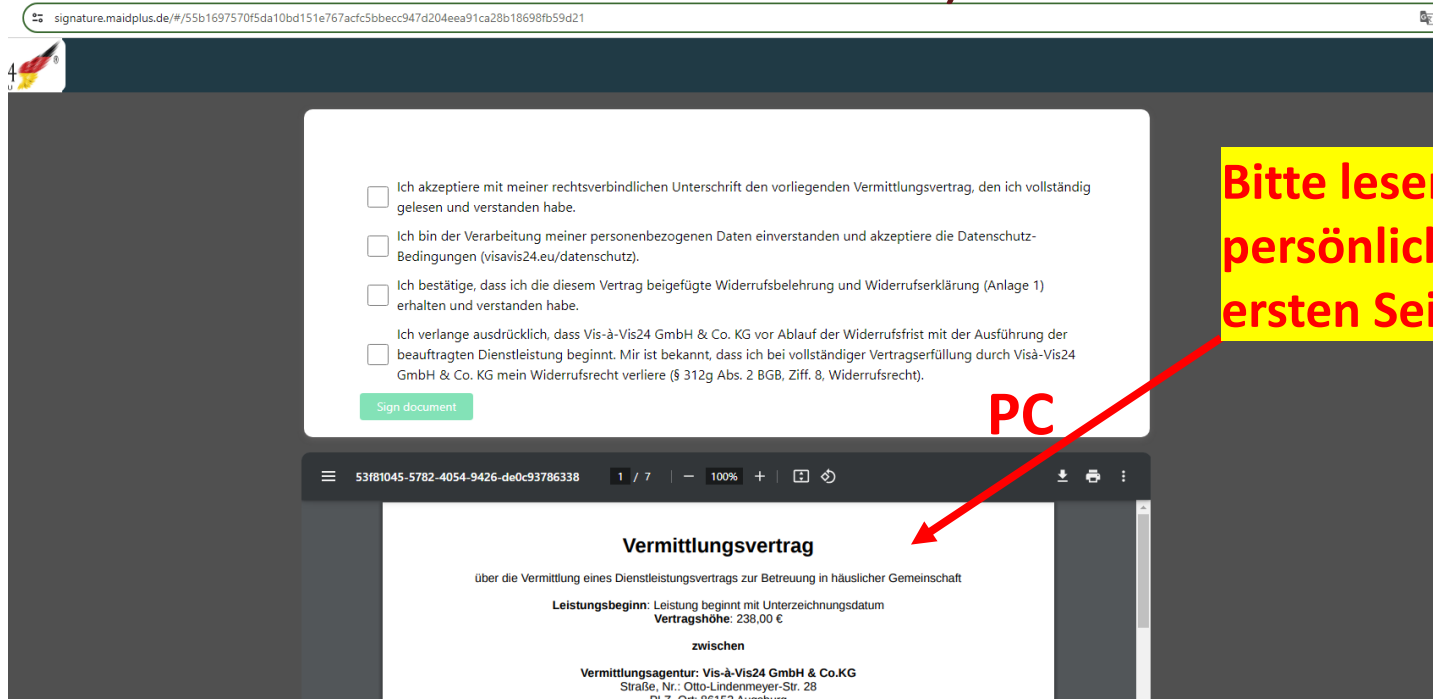 signature.maidplus.de/#/55b1697570f5da10bd151e767acfc5bbecc947d204eea91ca28b18698fb59d21
4
Ich akzeptiere mit meiner rechtsverbindlichen Unterschrift den vorliegenden Vermittlungsvertrag, den ich vollständig
gelesen und verstanden habe.
Ich bin der Verarbeitung meiner personenbezogenen Daten einverstanden und akzeptiere die Datenschutz-
Bedingungen (visavis24.eu/datenschutz).
Ich bestätige, dass ich die diesem Vertrag beigefügte Widerrufsbelehrung und Widerrufserklärung (Anlage 1)
erhalten und verstanden habe.
Ich verlange ausdrücklich, dass Vis-à-Vis24 GmbH & Co. KG vor Ablauf der Widerrufsfrist mit der Ausführung der
beauftragten Dienstleistung beginnt. Mir ist bekannt, dass ich bei vollständiger Vertragserfüllung durch Visà-Vis24
GmbH & Co. KG mein Widerrufsrecht verliere (§ 312g Abs. 2 BGB, Ziff. 8, Widerrufsrecht).
Sign document
Bitte lese
persönlich
ersten Sei
PC
53f81045-5782-4054-9426-de0c93786338 1 / 7 100%
Vermittlungsvertrag
über die Vermittlung eines Dienstleistungsvertrags zur Betreuung in häuslicher Gemeinschaft
Leistungsbeginn: Leistung beginnt mit Unterzeichnungsdatum
Vertragshöhe: 238,00 €
zwischen
Vermittlungsagentur: Vis-à-Vis24 GmbH & Co.KG
Straße, Nr.: Otto-Lindenmeyer-Str. 28
PLZ, Ort: 86153 Augsburg